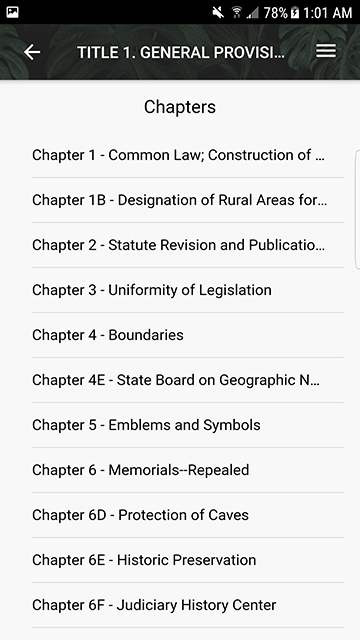 78% 1:01 AM
TITLE 1. GENERAL PROVISI...
Chapters
Chapter 1 - Common Law; Construction of ...
Chapter 1B - Designation of Rural Areas for...
Chapter 2 - Statute Revision and Publicatio...
Chapter 3 - Uniformity of Legislation
Chapter 4 - Boundaries
Chapter 4E - State Board on Geographic N...
Chapter 5 - Emblems and Symbols
Chapter 6 - Memorials--Repealed
Chapter 6D - Protection of Caves
Chapter 6E - Historic Preservation
Chapter 6F - Judiciary History Center